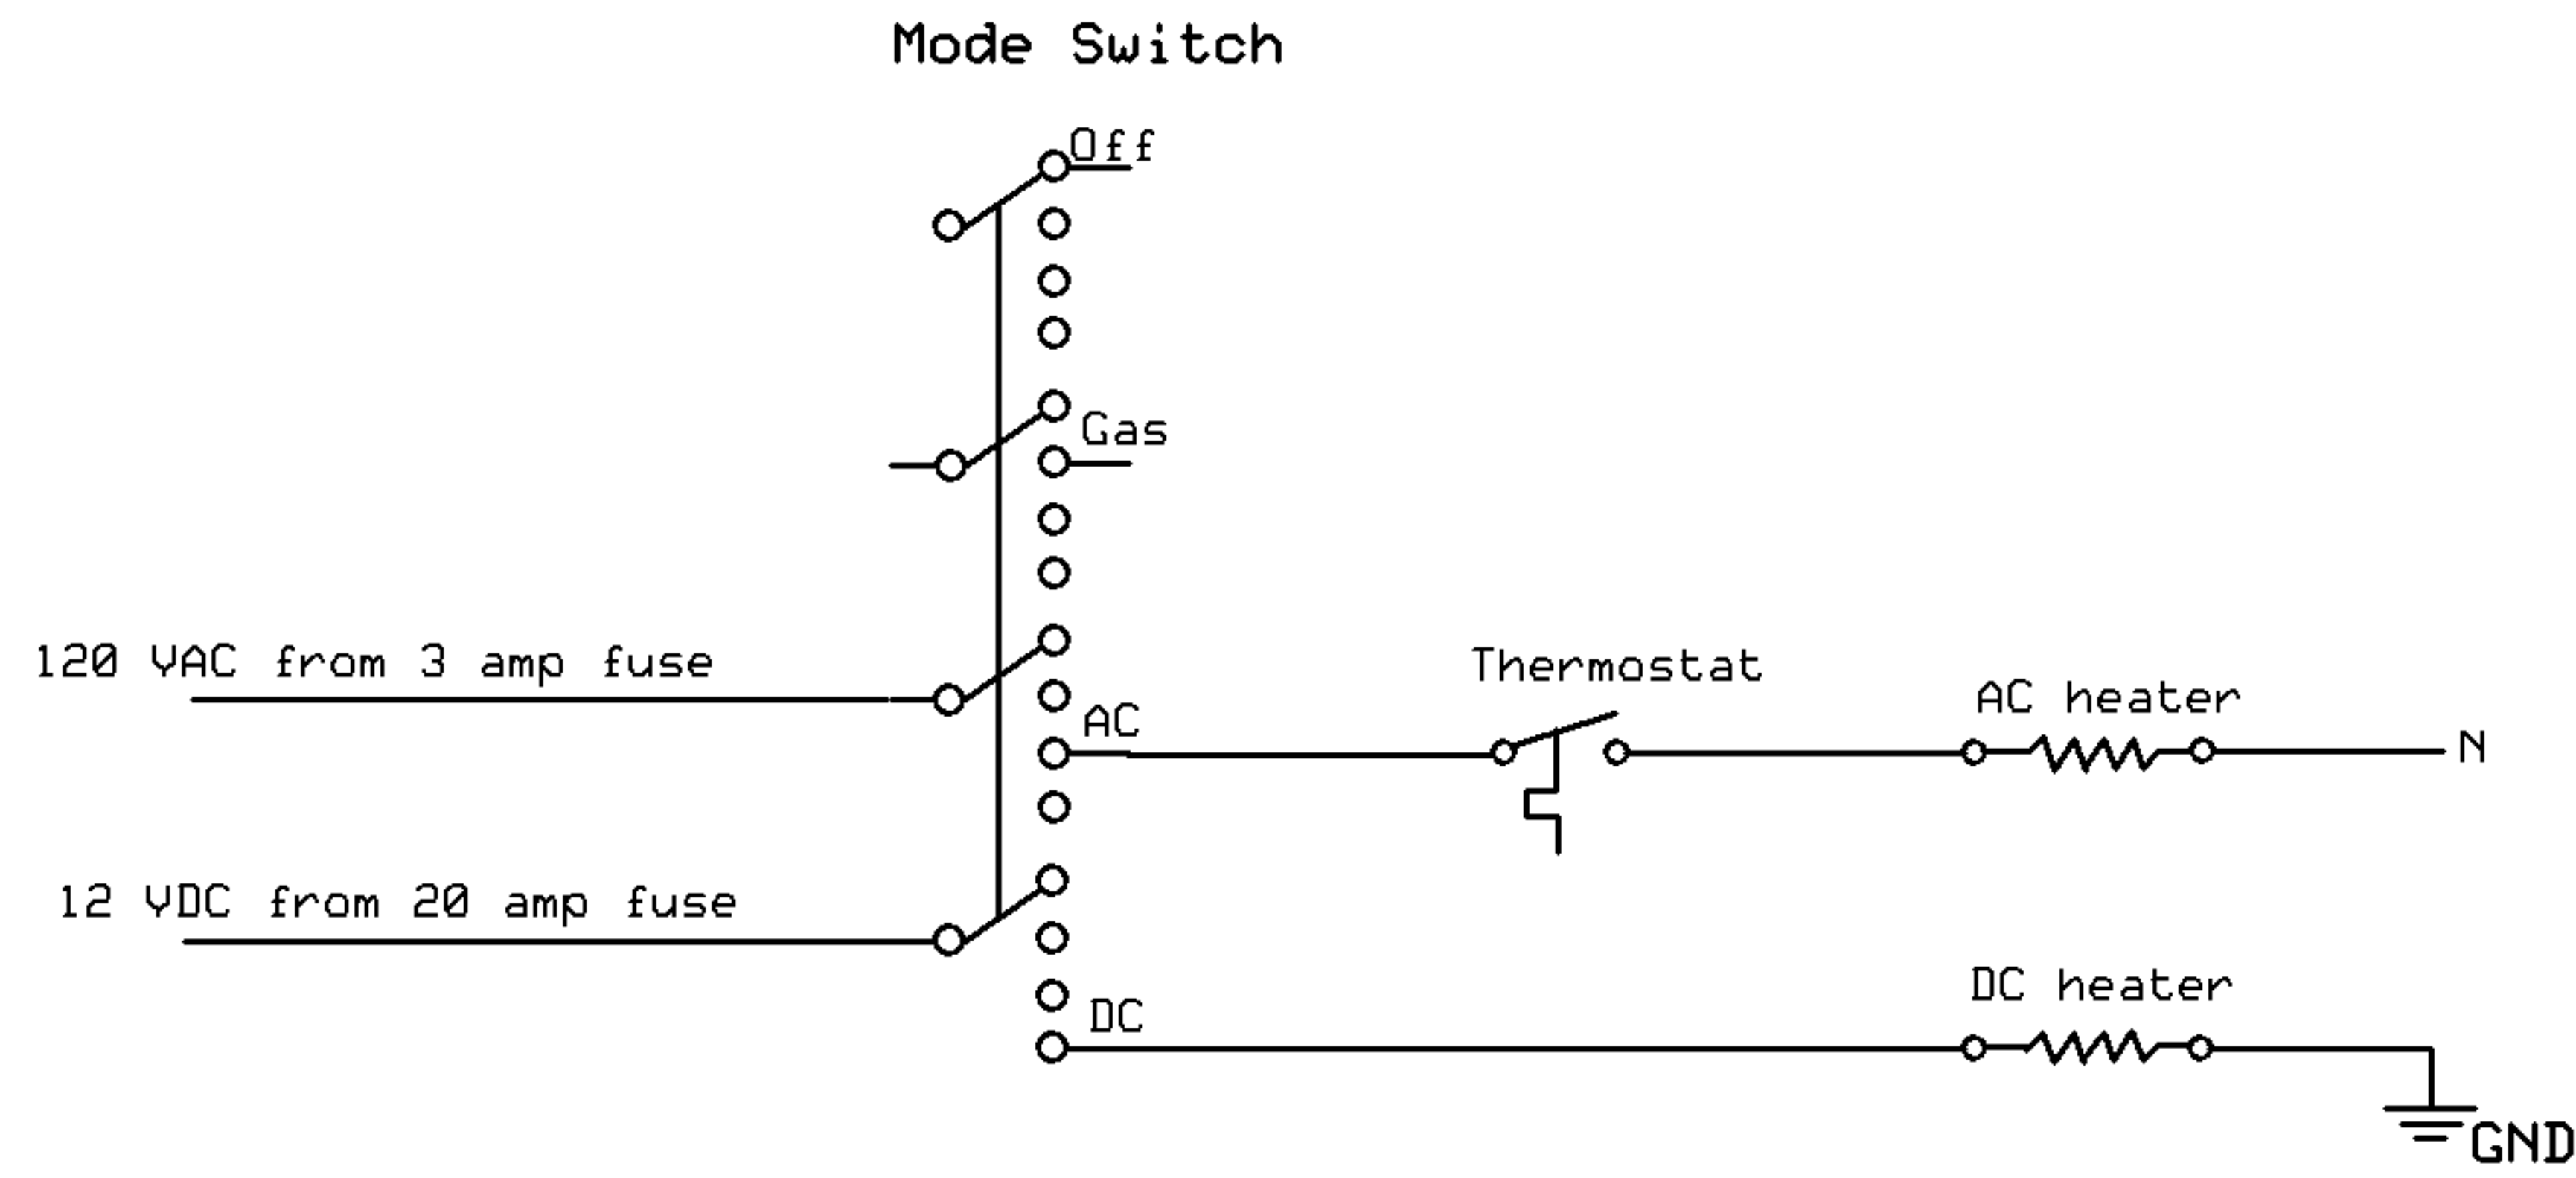 Mode Switch
Off
Gas
120 VAC from 3 amp fuse
Thermostat
AC heater
AC
N
12 VDC from 20 amp fuse
DC heater
DC
GND